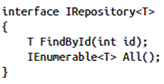 interface IRepository<T>
{
    T FindById(int id);
    IEnumerable<T> All();
}